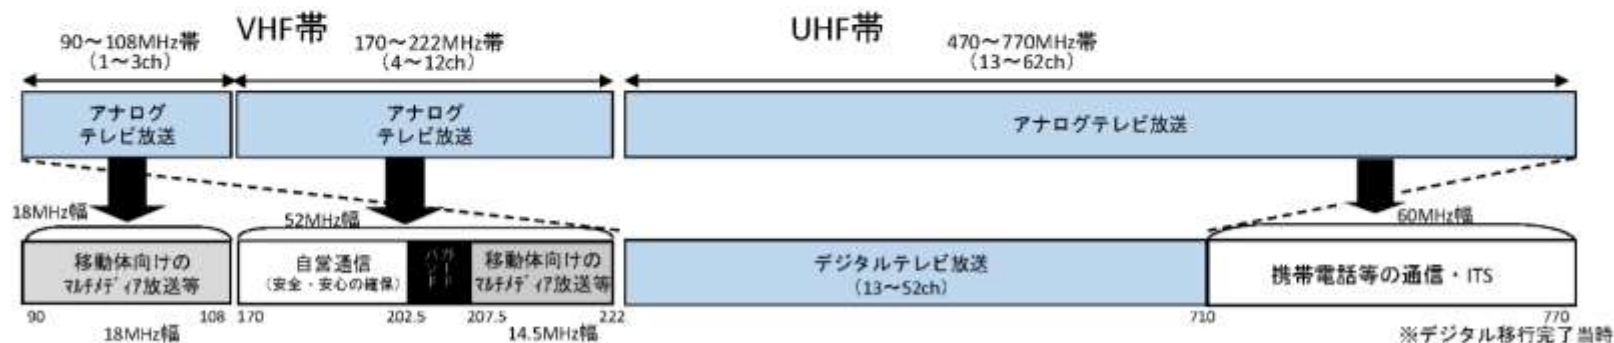 VHF帯
UHF帯
90～108MHz帯
（1～3ch）
170～222MHz帯
（4～12ch）
470～770MHz帯
（13～62ch）
アナログ
テレビ放送
アナログ
テレビ放送
アナログテレビ放送
18MHz幅
52MHz幅
60MHz幅
移動体向けの
ﾏﾙﾁﾒﾃﾞｨｱ放送等
自営通信
（安全・安心の確保）
ガード
バンド
移動体向けの
ﾏﾙﾁﾒﾃﾞｨｱ放送等
デジタルテレビ放送
（13～52ch）
携帯電話等の通信・ITS
90
108
170
202.5
207.5
222
710
770
18MHz幅
14.5MHz幅
※デジタル移行完了当時